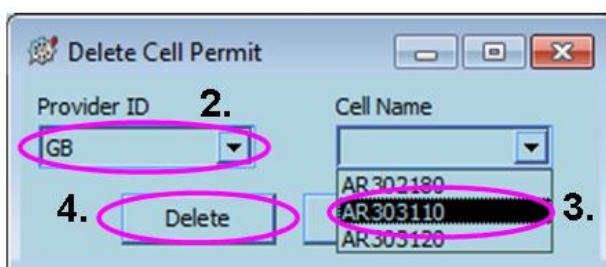 Delete Cell Permit
Provider ID 2. Cell Name
GB
AR302180
4. Delete AR303110 3.
AR303120